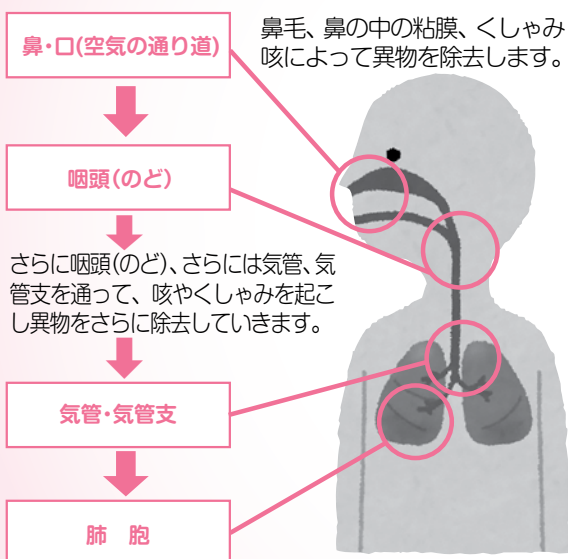 鼻・口(空気の通り道)
鼻毛、鼻の中の粘膜、くしゃみ
咳によって異物を除去します。
咽頭(のど)
さらに咽頭(のど)、さらには気管、気
管支を通って、咳やくしゃみを起こ
し異物をさらに除去していきます。
気管・気管支
肺 胞